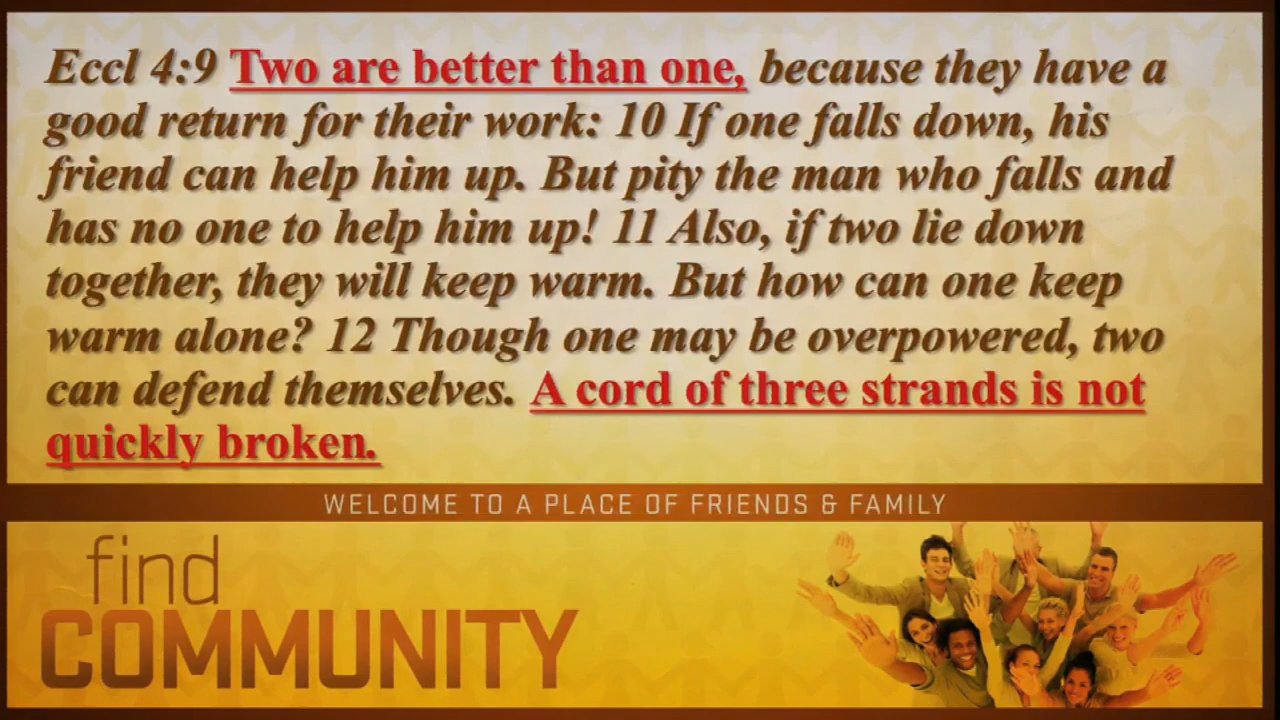 Eccl 4:9 Two are better than one, because they have a
good return for their work: 10 If one falls down, his
friend can help him up. But pity the man who falls and
has no one to help him up! 11 Also, if two lie down
together, they will keep warm. But how can one keep
warm alone? 12 Though one may be overpowered, two
can defend themselves. A cord of three strands is not
quickly broken.
WELCOME TO A PLACE OF FRIENDS & FAMILY
find
COMMUNITY